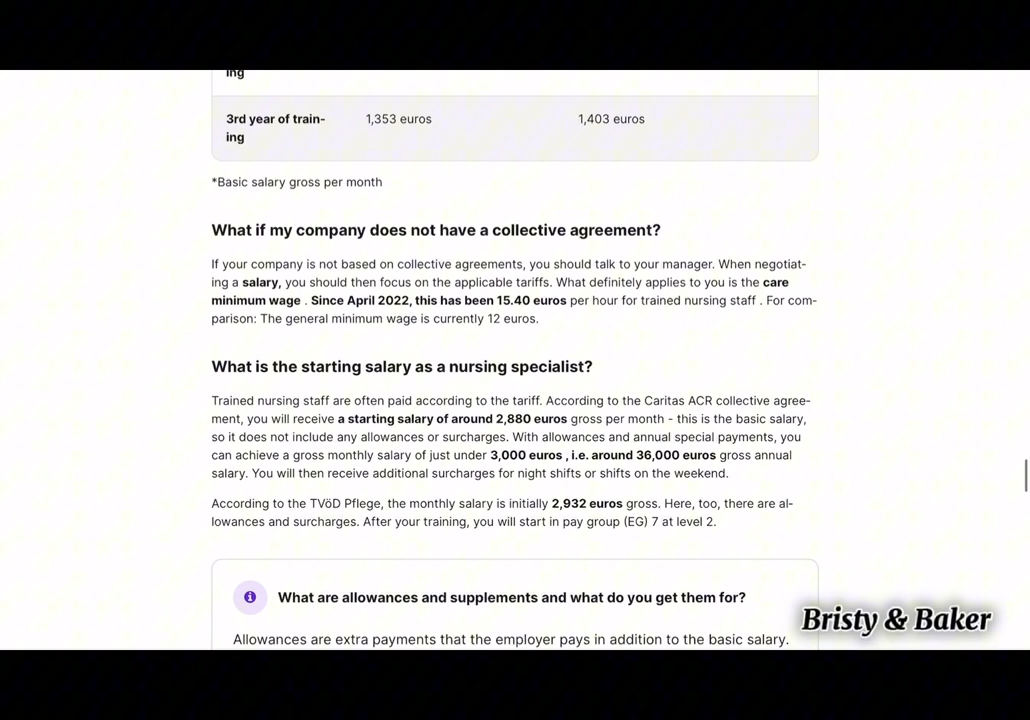 ing
3rd year of train-
ing
1,353 euros
1,403 euros
*Basic salary gross per month
What if my company does not have a collective agreement?
If your company is not based on collective agreements, you should talk to your manager. When negotiat-
ing a salary, you should then focus on the applicable tariffs. What definitely applies to you is the care
minimum wage . Since April 2022, this has been 15.40 euros per hour for trained nursing staff . For com-
parison: The general minimum wage is currently 12 euros.
What is the starting salary as a nursing specialist?
Trained nursing staff are often paid according to the tariff. According to the Caritas ACR collective agree-
ment, you will receive a starting salary of around 2,880 euros gross per month - this is the basic salary,
so it does not include any allowances or surcharges. With allowances and annual special payments, you
can achieve a gross monthly salary of just under 3,000 euros , i.e. around 36,000 euros gross annual
salary. You will then receive additional surcharges for night shifts or shifts on the weekend.
According to the TVöD Pflege, the monthly salary is initially 2,932 euros gross. Here, too, there are al-
lowances and surcharges. After your training, you will start in pay group (EG) 7 at level 2.
What are allowances and supplements and what do you get them for?
Allowances are extra payments that the employer pays in addition to the basic salary.
Bristy & Baker